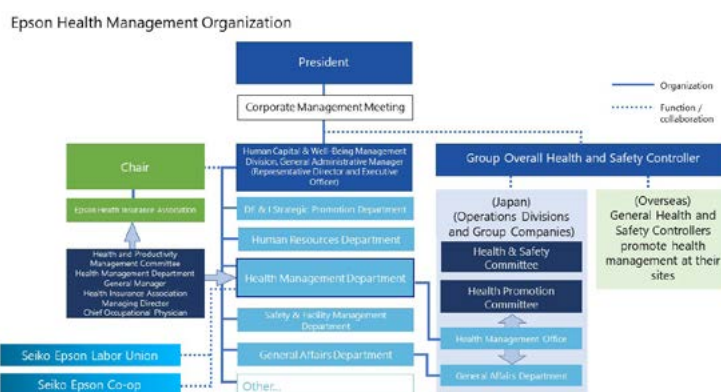 Epson Health Management Organization
President
Corporate Management Meeting
Organization
Function /
collaboration
Chair
Human Capital & Well-Being Management
Division, General Administrative Manager
(Representative Director and Executive
Officer)
Group Overall Health and Safety Controller
Epson Health Insurance Association
DE & I Strategic Promotion Department
Human Resources Department
Health and Productivity
Management Committee
Health Management Department
General Manager
Health Insurance Association
Managing Director
Chief Occupational Physician
Health Management Department
Safety & Facility Management
Department
General Affairs Department
Other...
Seiko Epson Labor Union
Seiko Epson Co-op
(Japan)
(Operations Divisions
and Group Companies)
Health & Safety
Committee
Health Promotion
Committee
Health Management Office
General Affairs Department
(Overseas)
General Health and
Safety Controllers
promote health
management at their
sites